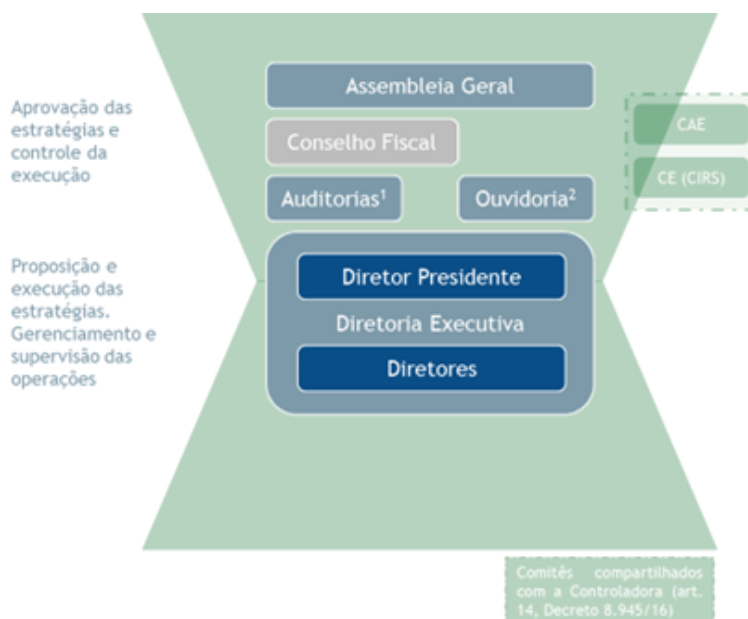 Assembleia Geral
Aprovação das
estratégias e
controle da
execução
CAE
Conselho Fiscal
CE (CIRS)
Auditorias¹
Ouvidoria²
Proposição e
execução das
estratégias.
Gerenciamento e
supervisão das
operações
Diretor Presidente
Diretoria Executiva
Diretores
Comitês compartilhados
com a Controladora (art.
14, Decreto 8.945/16)